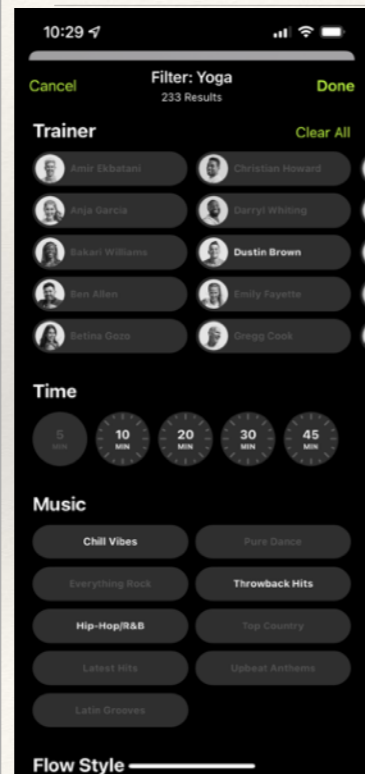 10:29
Cancel Filter: Yoga Done
233 Results
Trainer Clear All
Amir Ekbatani Christian Howard
Anja Garcia Darryl Whiting
Bakari Williams Dustin Brown
Ben Allen Emily Fayette
Betina Gozo Gregg Cook
Time
5 10 20 30 45
MIN MIN MIN MIN MIN
Music
Chill Vibes Pure Dance
Everything Rock Throwback Hits
Hip-Hop/R&B Top Country
Latest Hits Upbeat Anthems
Latin Grooves
Flow Style